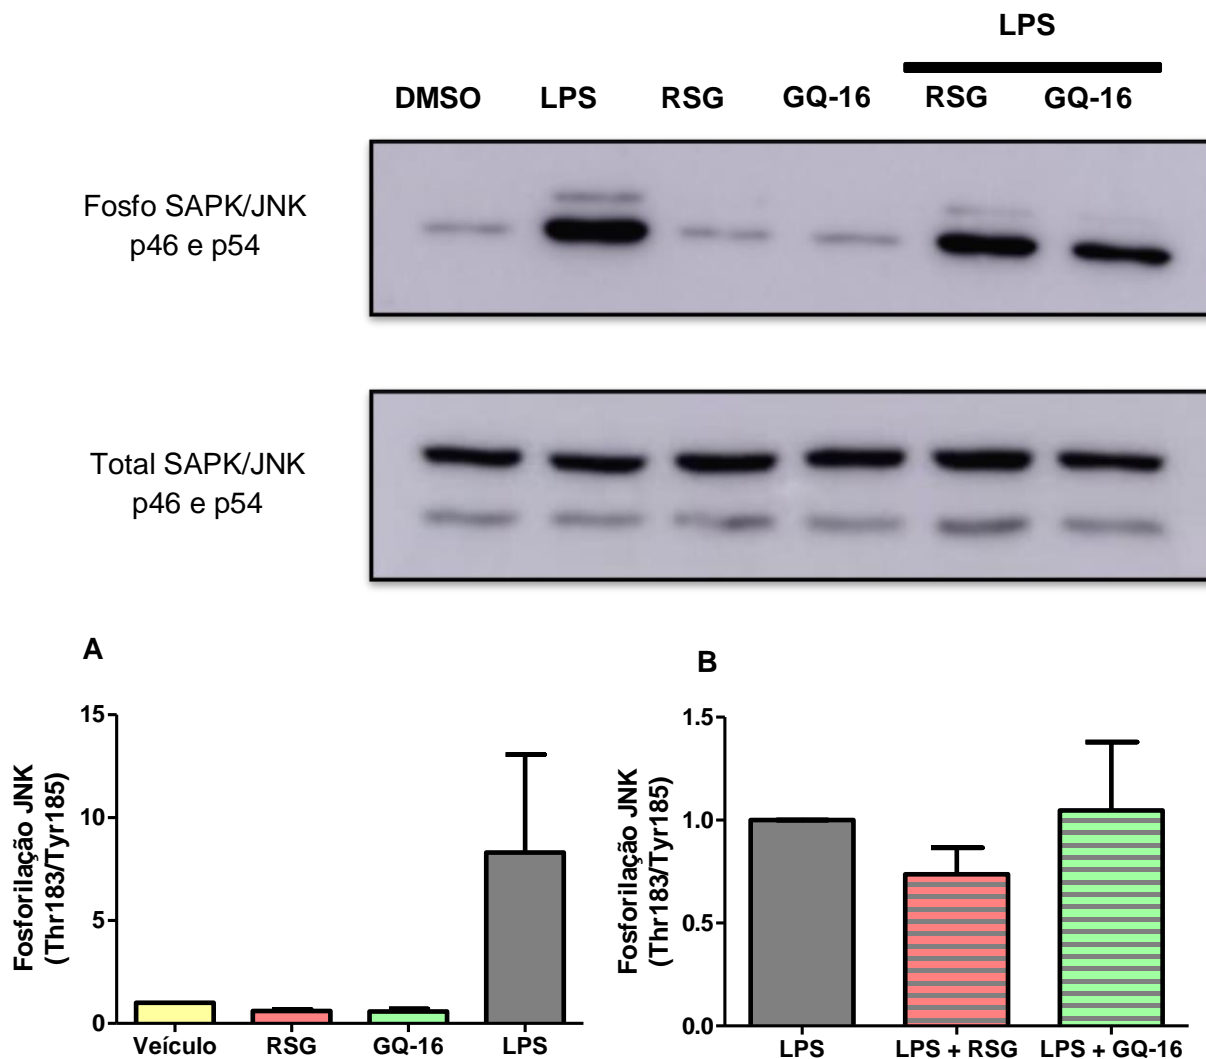 LPS
DMSO LPS RSG GQ-16 RSG GQ-16
Fosfo SAPK/JNK
p46 e p54
Total SAPK/JNK
p46 e p54
A
Fosforilação JNK
(Thr183/Tyr185)
15
10
5
0
Veículo RSG GQ-16 LPS
B
Fosforilação JNK
(Thr183/Tyr185)
1.5
1.0
0.5
0.0
LPS LPS + RSG LPS + GQ-16